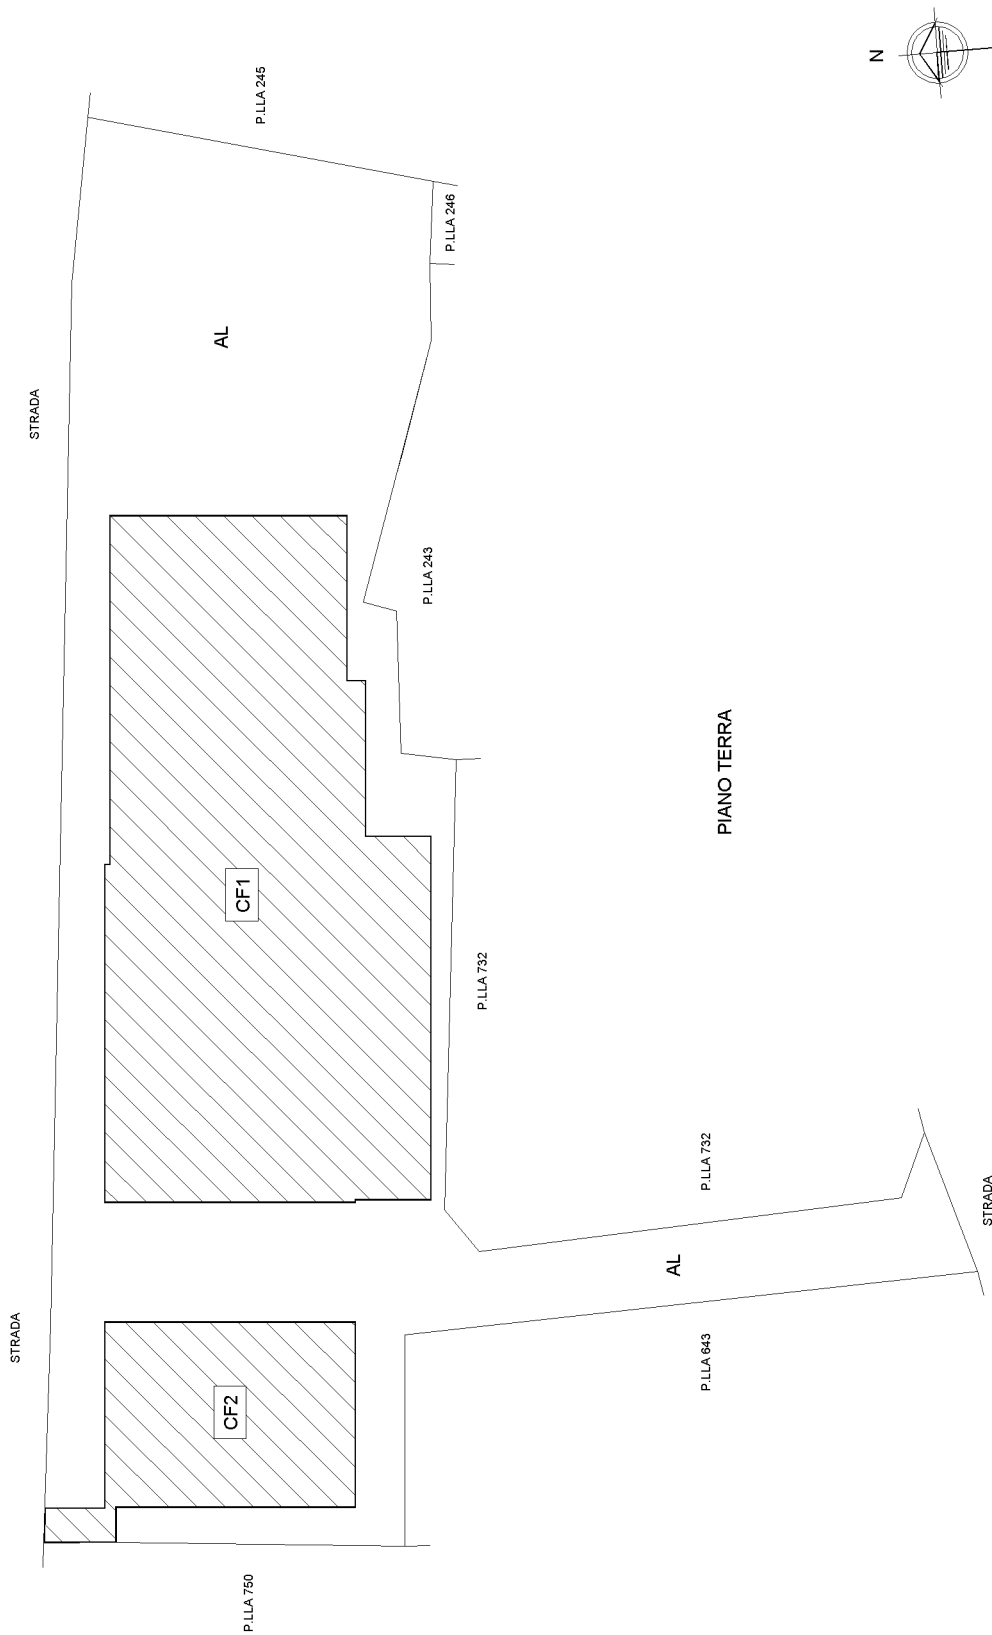 N
P.LLA 245
P.LLA 246
AL
STRADA
P.LLA 243
PIANO TERRA
CF1
P.LLA 732
P.LLA 732
STRADA
AL
STRADA
P.LLA 643
CF2
P.LLA 750